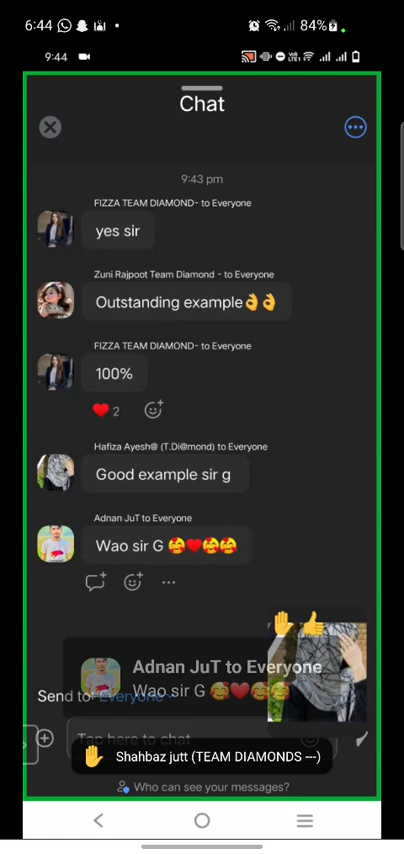 6:44
84%
9:44
Chat
9:43 pm
FIZZA TEAM DIAMOND- to Everyone
yes sir
Zuni Rajpoot Team Diamond - to Everyone
Outstanding example👌👌
FIZZA TEAM DIAMOND- to Everyone
100%
❤️ 2
Hafiza Ayesh@ (T.Di@mond) to Everyone
Good example sir g
Adnan JuT to Everyone
Wao sir G 🥰❤️🥰🥰
Adnan JuT to Everyone
Wao sir G 🥰❤️🥰🥰
Send to: Everyone
Tap here to chat
✋ Shahbaz jutt (TEAM DIAMONDS ---)
Who can see your messages?